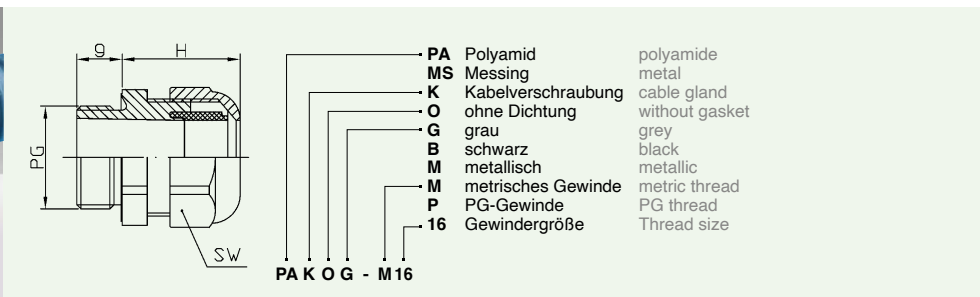 g H
PG
SW
PA Polyamid polyamide
MS Messing metal
K Kabelverschraubung cable gland
O ohne Dichtung without gasket
G grau grey
B schwarz black
M metallisch metallic
M metrisches Gewinde metric thread
P PG-Gewinde PG thread
16 Gewindergröße Thread size
PA K O G - M16